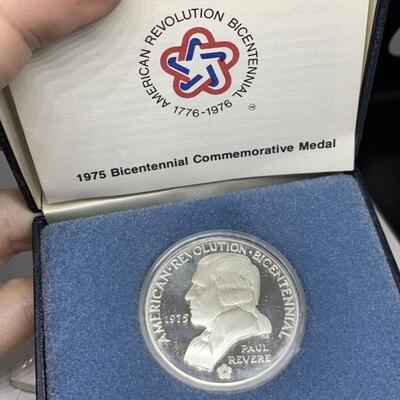 AMERICAN REVOLUTION BICENTENNIAL
1776-1976
1975 Bicentennial Commemorative Medal
AMERICAN · REVOLUTION · BICENTENNIAL
1975
PAUL
REVERE